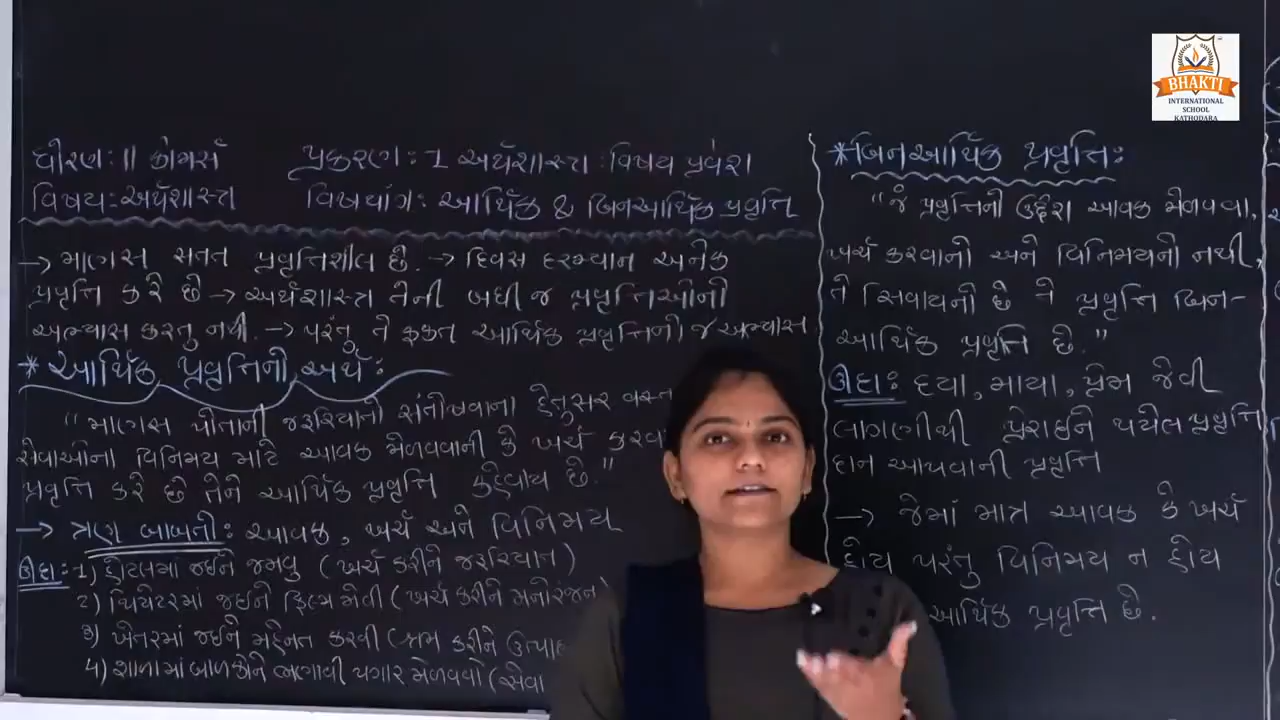 ધોરણ: 11 કોમર્સ
પ્રકરણ: 1 અર્થશાસ્ત્ર : વિષય પ્રવેશ
વિષય: અર્થશાસ્ત્ર
વિષયાંગ: આર્થિક & બિનઆર્થિક પ્રવૃત્તિ
→ માણસ સતત પ્રવૃત્તિશીલ છે. → દિવસ દરમ્યાન અનેક
પ્રવૃત્તિ કરે છે → અર્થશાસ્ત્ર તેની બધી જ પ્રવૃત્તિઓનો
અભ્યાસ કરતુ નથી. → પરંતુ તે ફક્ત આર્થિક પ્રવૃત્તિનો જ અભ્યાસ
* આર્થિક પ્રવૃત્તિનો અર્થ:
"માણસ પોતાની જરૂરિયાતો સંતોષવાના હેતુસર
સેવાઓના વિનિમય માટે આવક મેળવવાની કે ખર્ચ
પ્રવૃત્તિ કરે છે તેને આર્થિક પ્રવૃત્તિ કહેવાય છે."
→ ત્રણ બાબતો: આવક, ખર્ચ અને વિનિમય
ઊદા: 1) હોટલમાં જઈને જમવુ (ખર્ચ કરીને જરૂરિયાત)
2) થિયેટરમાં જઇને ફિલ્મ જોવી (ખર્ચ કરીને મનોરંજન)
3) ખેતરમાં જઈને મહેનત કરવી (શ્રમ કરીને
4) શાળામાં બાળકોને ભણાવી પગાર મેળવવો (સેવા
* બિનઆર્થિક પ્રવૃત્તિ:
"જે પ્રવૃત્તિનો ઉદ્દેશ આવક મેળવવા,
ખર્ચ કરવાનો અને વિનિમયનો નથી,
તે સિવાયનો છે તે પ્રવૃત્તિ બિન-
આર્થિક પ્રવૃત્તિ છે."
ઊદા: દયા, માયા, પ્રેમ જેવી
લાગણીથી પ્રેરાઇને થયેલ પ્રવૃત્તિ
દાન આપવાની પ્રવૃત્તિ
→ જેમાં માત્ર આવક કે ખર્ચ
હોય પરંતુ વિનિમય ન હોય
આર્થિક પ્રવૃત્તિ છે.
BHAKTI
INTERNATIONAL
SCHOOL
KATHODARA